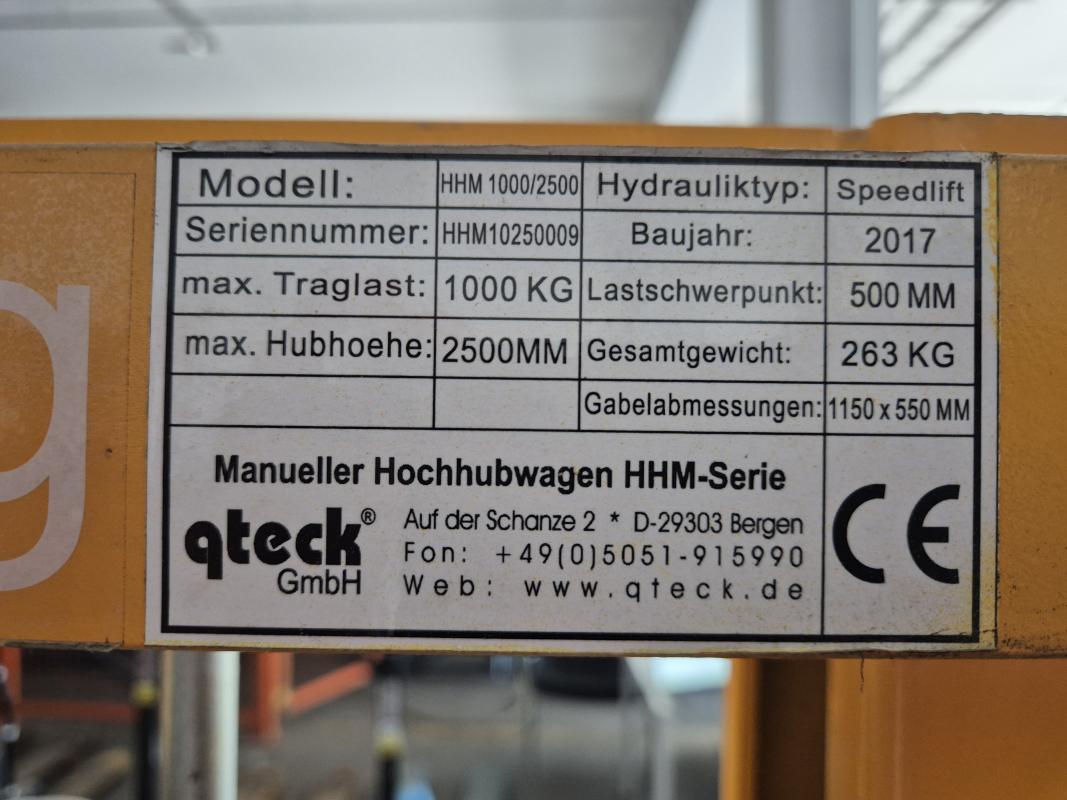 Modell: HHM 1000/2500 Hydrauliktyp: Speedlift
Seriennummer: HHM10250009 Baujahr: 2017
max. Traglast: 1000 KG Lastschwerpunkt: 500 MM
max. Hubhoehe: 2500MM Gesamtgewicht: 263 KG
Gabelabmessungen: 1150 x 550 MM
Manueller Hochhubwagen HHM-Serie
qteck® GmbH
Auf der Schanze 2 * D-29303 Bergen
Fon: +49(0)5051-915990
Web: www.qteck.de
CE
g